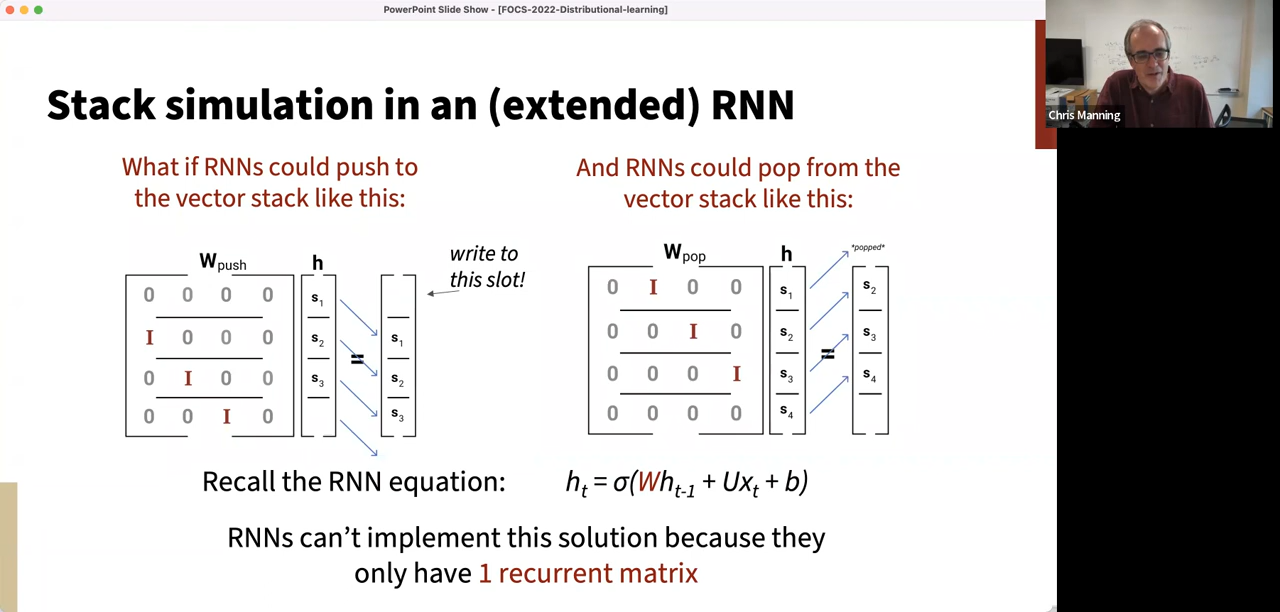 PowerPoint Slide Show - [FOCS-2022-Distributional-learning]
Chris Manning
Stack simulation in an (extended) RNN
What if RNNs could push to
the vector stack like this:
And RNNs could pop from the
vector stack like this:
write to
this slot!
W push h
0 0 0 0 s1
I 0 0 0 s2 s1
0 I 0 0 s3 s2
0 0 I 0 s3
=
W pop h *popped*
0 I 0 0 s1 s2
0 0 I 0 s2 s3
0 0 0 I s3 s4
0 0 0 0 s4
=
Recall the RNN equation: ht = σ(Wht-1 + Uxt + b)
RNNs can’t implement this solution because they
only have 1 recurrent matrix